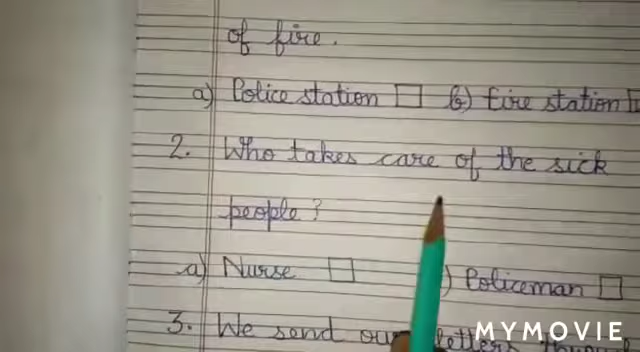 of fire.
a) Police station b) Fire station
2. Who takes care of the sick
people?
a) Nurse ) Policeman
3. We send our letters
MYMOVIE